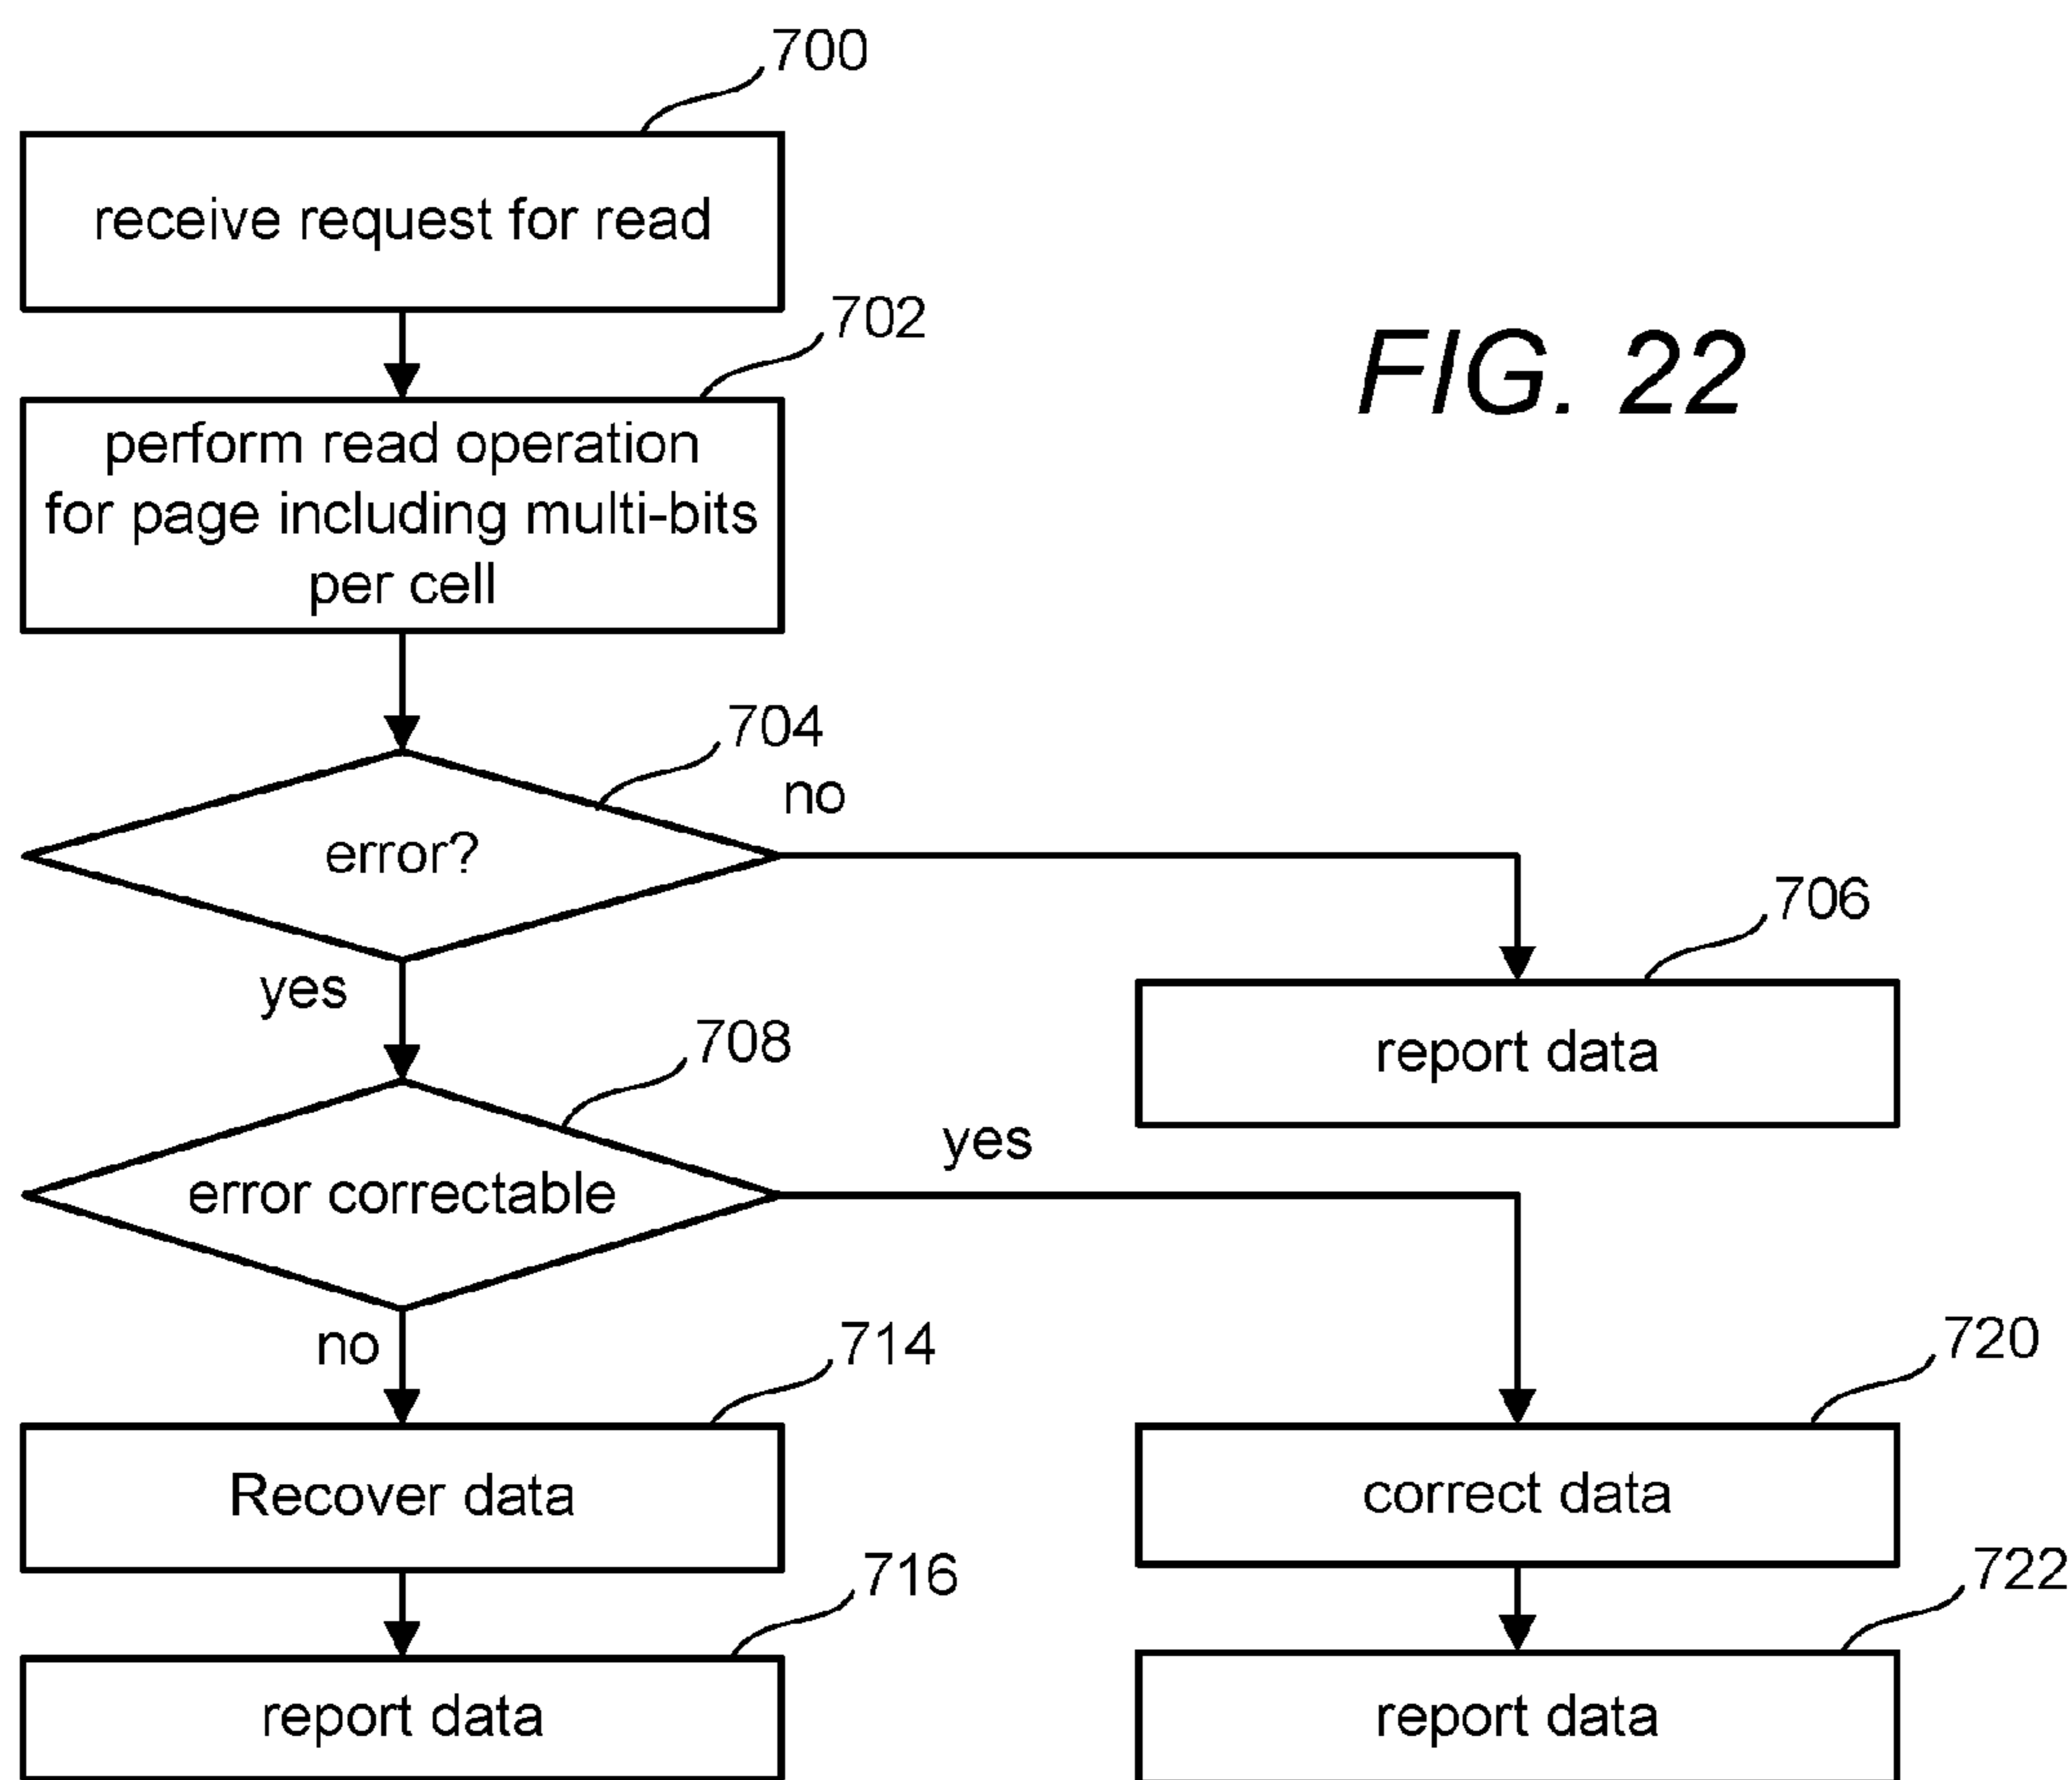 700
receive request for read
702
FIG. 22
perform read operation
for page including multi-bits
per cell
704
no
error?
706
report data
yes
708
yes
error correctable
no
714
720
Recover data
correct data
716
722
report data
report data